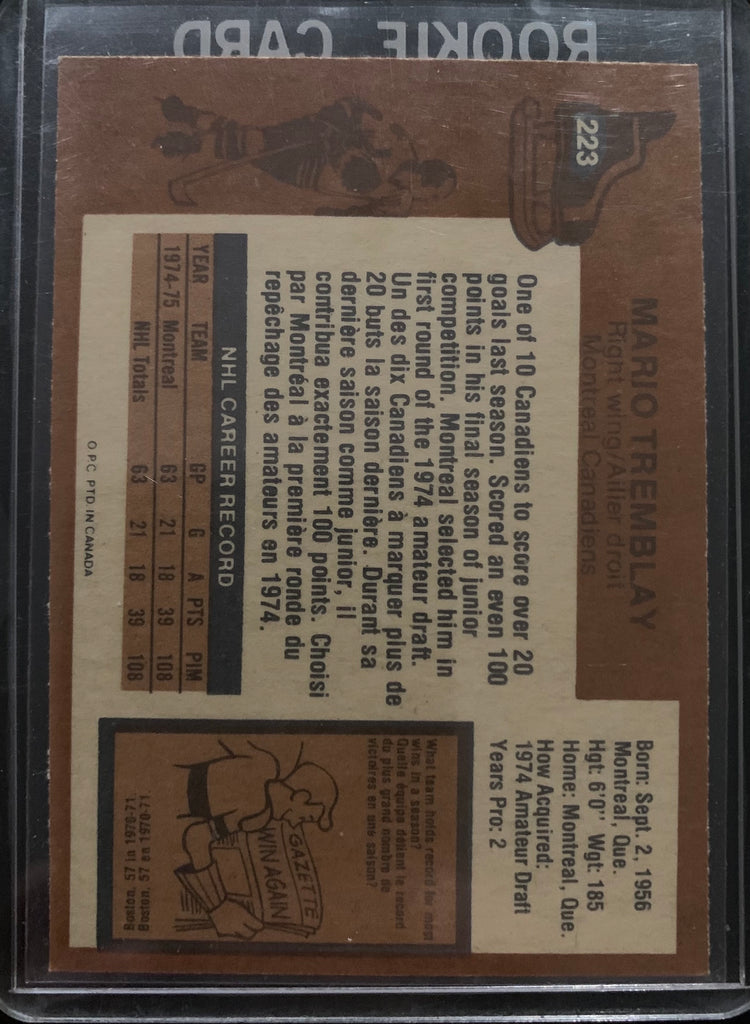 ROOKIE CARD
223
MARIO TREMBLAY
Right wing/Ailier droit
Montreal Canadiens
Born: Sept. 2, 1956
Montreal, Que.
Hgt: 6'0" Wgt: 185
Home: Montreal, Que.
How Acquired:
1974 Amateur Draft
Years Pro: 2
One of 10 Canadiens to score over 20
goals last season. Scored an even 100
points in his final season of junior
competition. Montreal selected him in
first round of the 1974 amateur draft.
Un des dix Canadiens à marquer plus de
20 buts la saison dernière. Durant sa
dernière saison comme junior, il
contribua exactement 100 points. Choisi
par Montréal à la première ronde du
repêchage des amateurs en 1974.
NHL CAREER RECORD
YEAR TEAM GP G A PTS PIM
1974-75 Montreal 63 21 18 39 108
NHL Totals 63 21 18 39 108
O.P.C. PTD. IN CANADA
What team holds record for most
wins in a season?
Quelle équipe détient le record
du plus grand nombre de
victoires en une saison?
GAZETTE
WIN AGAIN
Boston, 57 in 1970-71
Boston, 57 en 1970-71